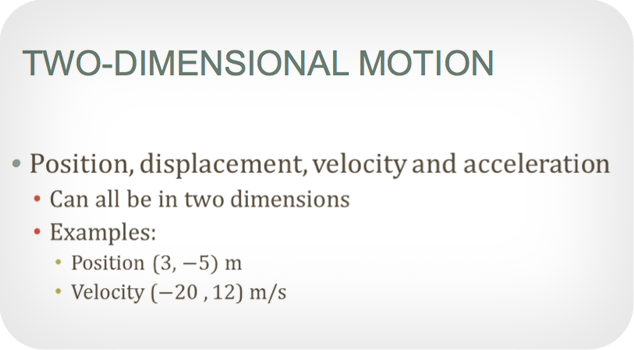 TWO-DIMENSIONAL MOTION
• Position, displacement, velocity and acceleration
• Can all be in two dimensions
• Examples:
• Position (3, −5) m
• Velocity (−20 , 12) m/s